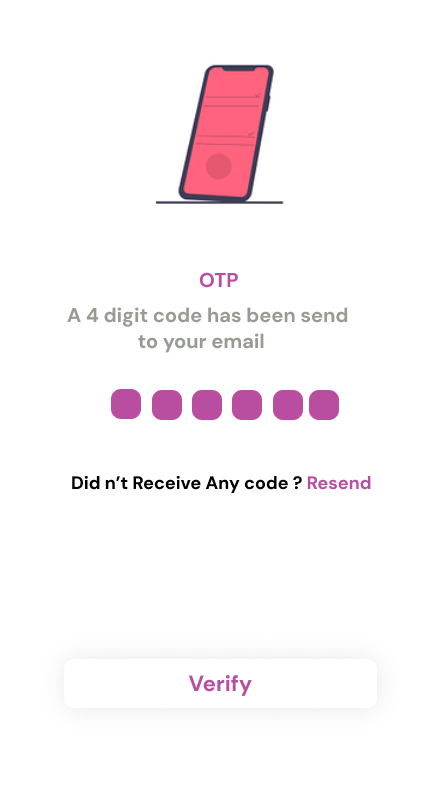 OTP
A 4 digit code has been send
to your email
Did n’t Receive Any code ? Resend
Verify